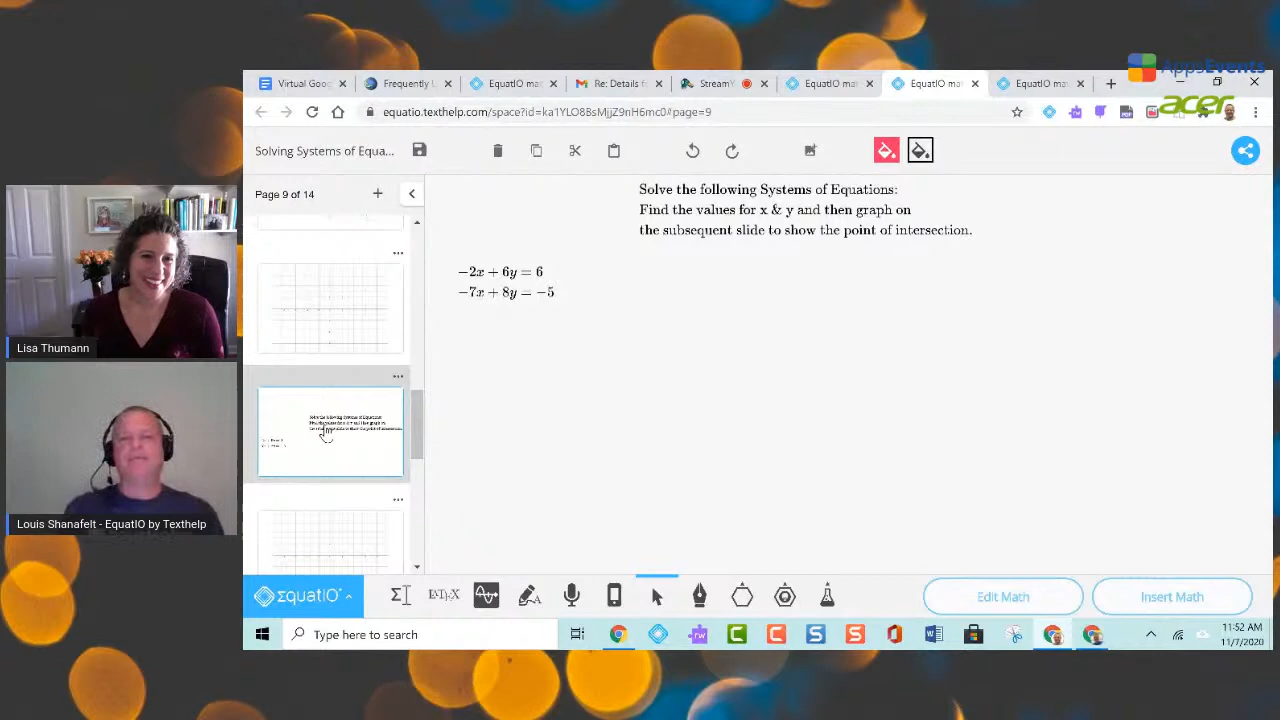 AppsEvents
acer
Virtual Goog
Frequently
EquatIO ma
Re: Details f
StreamY
EquatIO ma
EquatIO ma
EquatIO ma
equatio.texthelp.com/space?id=ka1YLO8BsMjjZ9nH6mc0#page=9
Solving Systems of Equa...
Page 9 of 14
Solve the following Systems of Equations:
Find the values for x & y and then graph on
the subsequent slide to show the point of intersection.
−2x + 6y = 6
−7x + 8y = −5
Lisa Thumann
Louis Shanafelt - EquatIO by Texthelp
EquatIO
LATEX
Edit Math
Insert Math
Type here to search
11:52 AM
11/7/2020